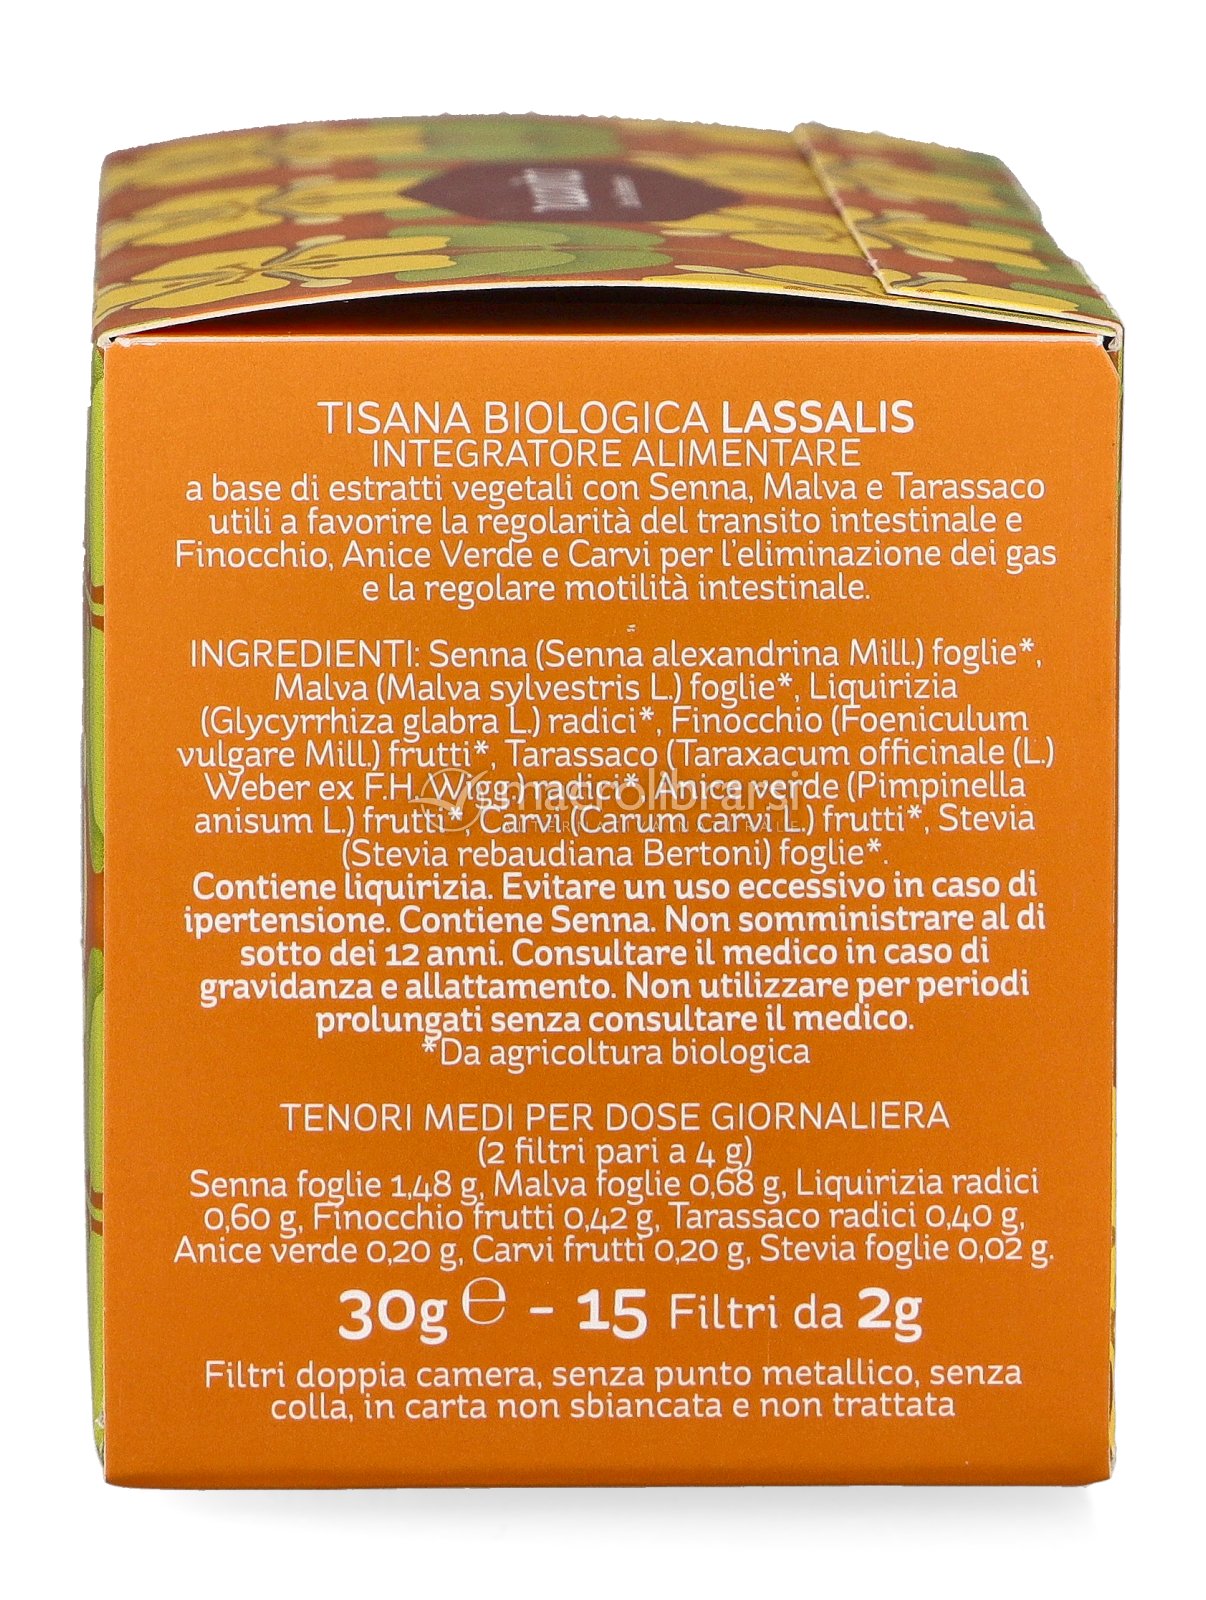 TISANA BIOLOGICA LASSALIS
INTEGRATORE ALIMENTARE
a base di estratti vegetali con Senna, Malva e Tarassaco
utili a favorire la regolarità del transito intestinale e
Finocchio, Anice Verde e Carvi per l'eliminazione dei gas
e la regolare motilità intestinale.
INGREDIENTI: Senna (Senna alexandrina Mill.) foglie*,
Malva (Malva sylvestris L.) foglie*, Liquirizia
(Glycyrrhiza glabra L.) radici*, Finocchio (Foeniculum
vulgare Mill.) frutti*, Tarassaco (Taraxacum officinale (L.)
Weber ex F.H. Wigg.) radici*, Anice verde (Pimpinella
macrolibrarsi
anisum L.) frutti*, Carvi (Carum carvi L.) frutti*, Stevia
(Stevia rebaudiana Bertoni) foglie*.
Contiene liquirizia. Evitare un uso eccessivo in caso di
ipertensione. Contiene Senna. Non somministrare al di
sotto dei 12 anni. Consultare il medico in caso di
gravidanza e allattamento. Non utilizzare per periodi
prolungati senza consultare il medico.
*Da agricoltura biologica
TENORI MEDI PER DOSE GIORNALIERA
(2 filtri pari a 4 g)
Senna foglie 1,48 g, Malva foglie 0,68 g, Liquirizia radici
0,60 g, Finocchio frutti 0,42 g, Tarassaco radici 0,40 g,
Anice verde 0,20 g, Carvi frutti 0,20 g, Stevia foglie 0,02 g.
30g ℮ - 15 Filtri da 2g
Filtri doppia camera, senza punto metallico, senza
colla, in carta non sbiancata e non trattata